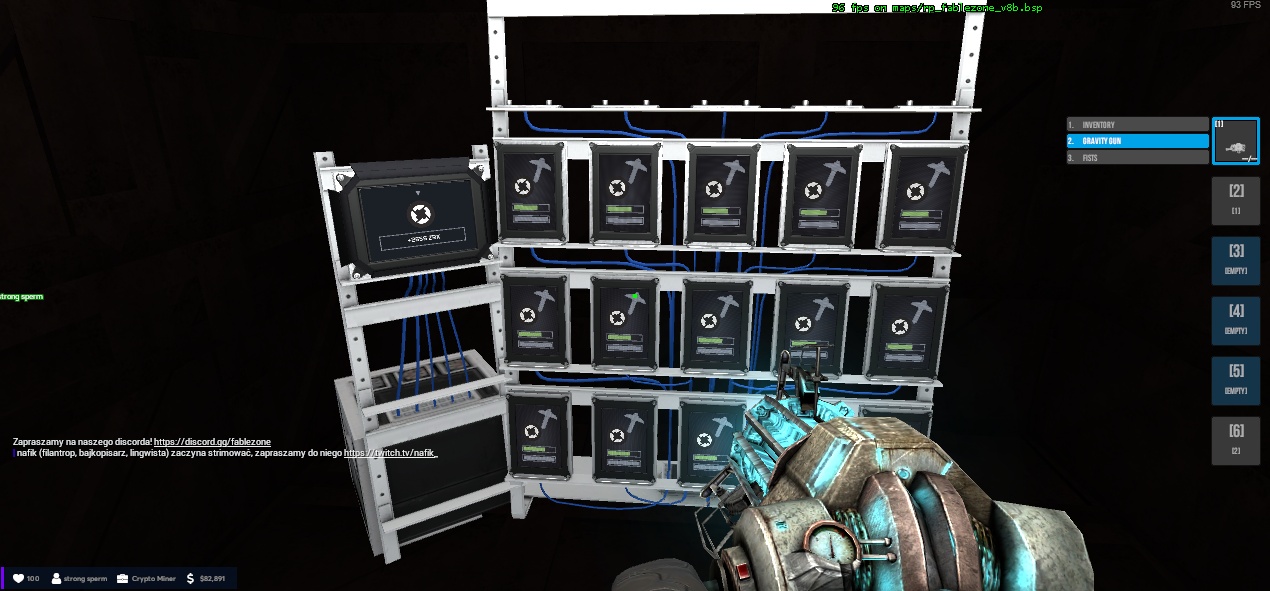 96 fps on maps/rp_fablezone_v8b.bsp
93 FPS
1. INVENTORY
2. GRAVITY GUN
3. FISTS
[1]
-/-
[2]
[1]
[3]
[EMPTY]
[4]
[EMPTY]
[5]
[EMPTY]
[6]
[2]
strong sperm
Zapraszamy na naszego discorda! https://discord.gg/fablezone
nafik (filantrop, bajkopisarz, lingwista) zaczyna strimować, zapraszamy do niego https://twitch.tv/nafik_
100 strong sperm Crypto Miner $ $82,891